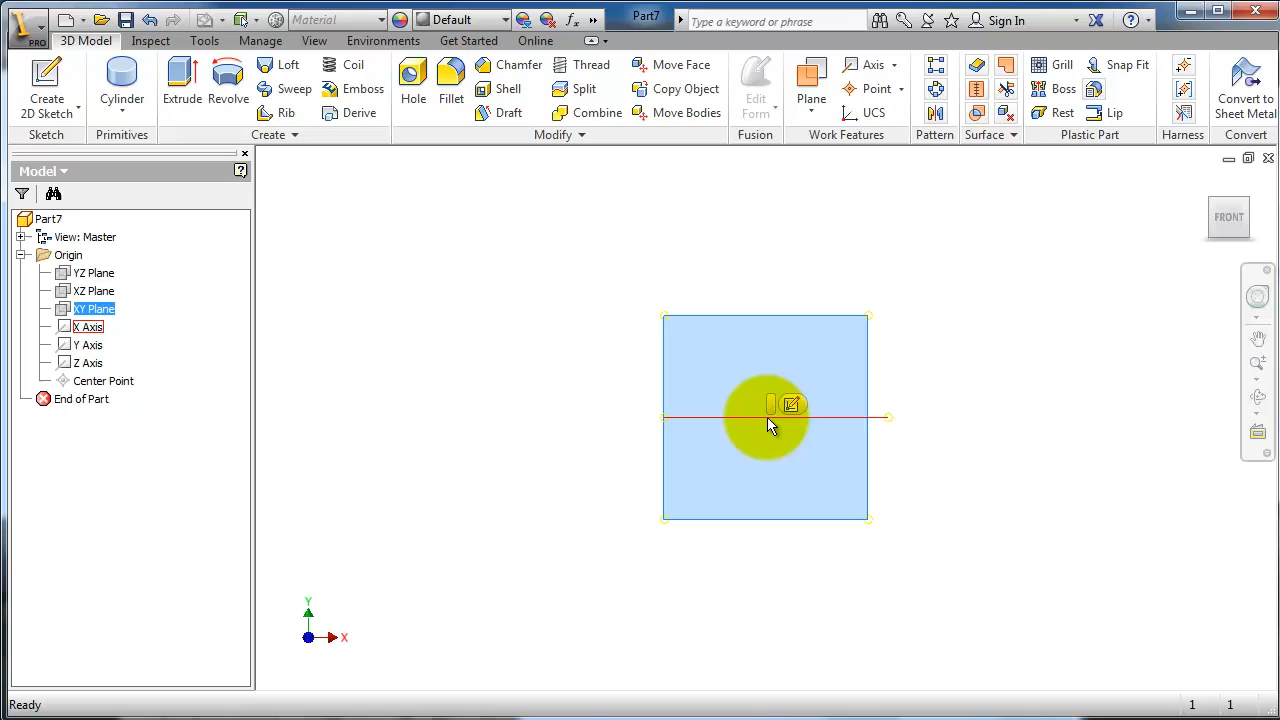 PRO
Material
Default
Part7
Type a keyword or phrase
Sign In
3D Model Inspect Tools Manage View Environments Get Started Online
Create
2D Sketch
Cylinder
Extrude
Revolve
Loft
Sweep
Rib
Coil
Emboss
Derive
Hole
Fillet
Chamfer
Shell
Draft
Thread
Split
Combine
Move Face
Copy Object
Move Bodies
Edit
Form
Plane
Axis
Point
UCS
Grill
Boss
Rest
Snap Fit
Lip
Convert to
Sheet Metal
Sketch Primitives Create Modify Fusion Work Features Pattern Surface Plastic Part Harness Convert
Model
Part7
View: Master
Origin
YZ Plane
XZ Plane
XY Plane
X Axis
Y Axis
Z Axis
Center Point
End of Part
FRONT
Y
X
Ready
1 1